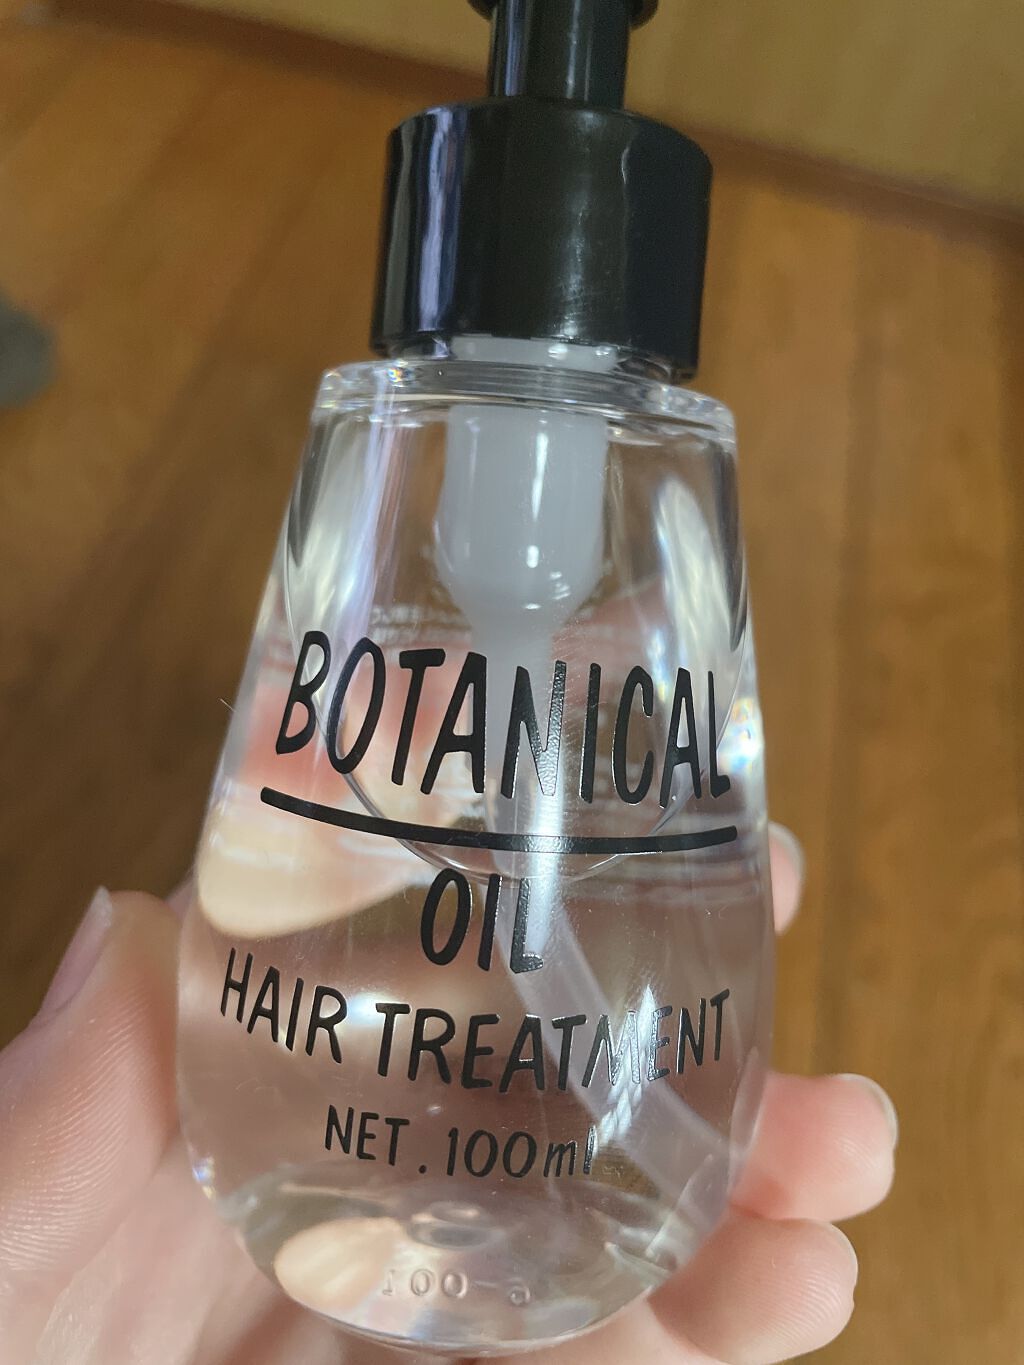 BOTANICAL
OIL
HAIR TREATMENT
NET. 100ml